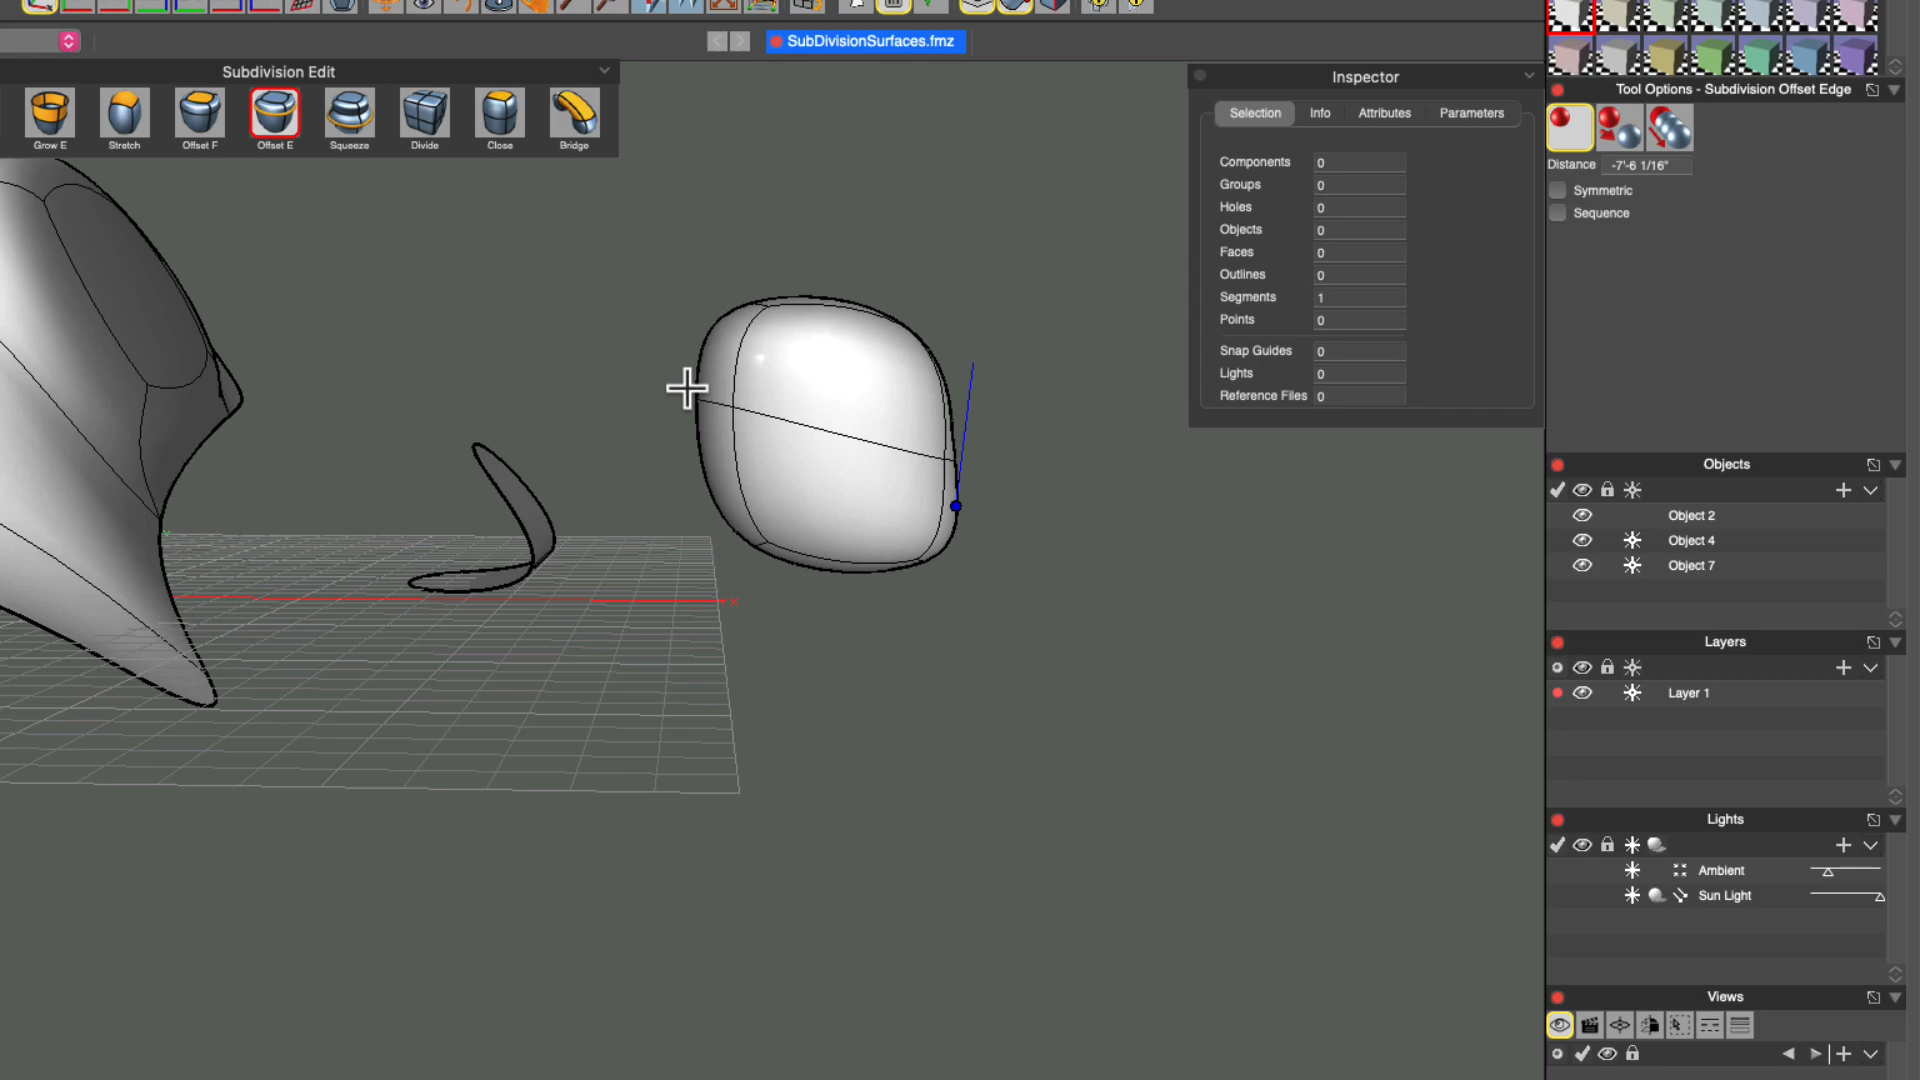 SubDivisionSurfaces.fmz
Subdivision Edit
Grow E
Stretch
Offset F
Offset E
Squeeze
Divide
Close
Bridge
Inspector
Selection
Info
Attributes
Parameters
Components 0
Groups 0
Holes 0
Objects 0
Faces 0
Outlines 0
Segments 1
Points 0
Snap Guides 0
Lights 0
Reference Files 0
Tool Options - Subdivision Offset Edge
Distance -7'-6 1/16"
Symmetric
Sequence
Objects
Object 2
Object 4
Object 7
Layers
Layer 1
Lights
Ambient
Sun Light
Views
X